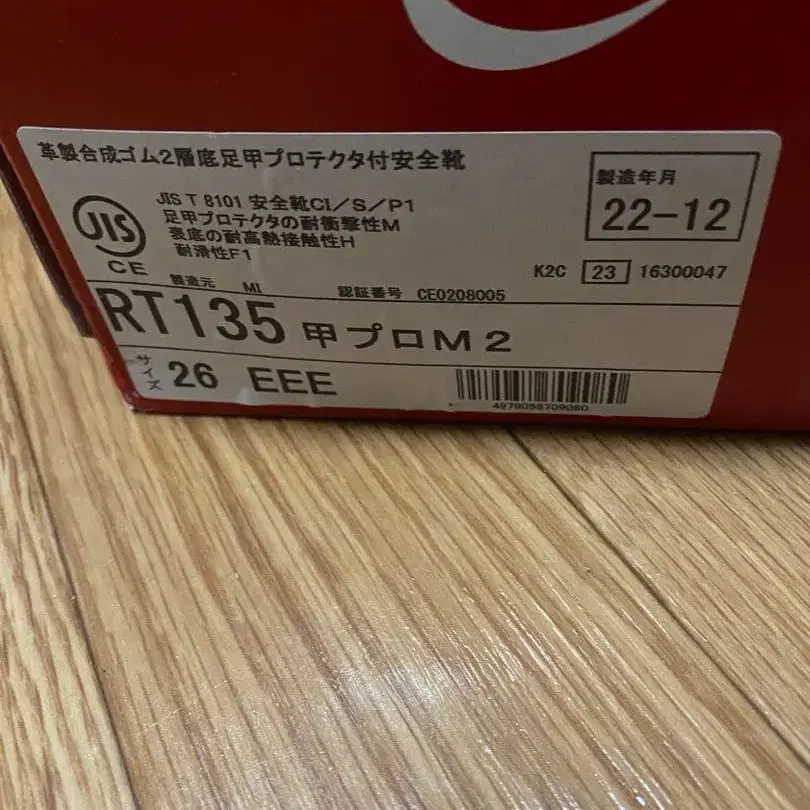 革製合成ゴム2層底足甲プロテクタ付安全靴
JIS
CE
JIS T 8101 安全靴CI/S/P1
足甲プロテクタの耐衝撃性M
表底の耐高熱接触性H
耐滑性F1
製造年月
22-12
K2C 23 16300047
製造元 MI 認証番号 CE0208005
RT135 甲プロM2
サイズ 26 EEE
4979058709080